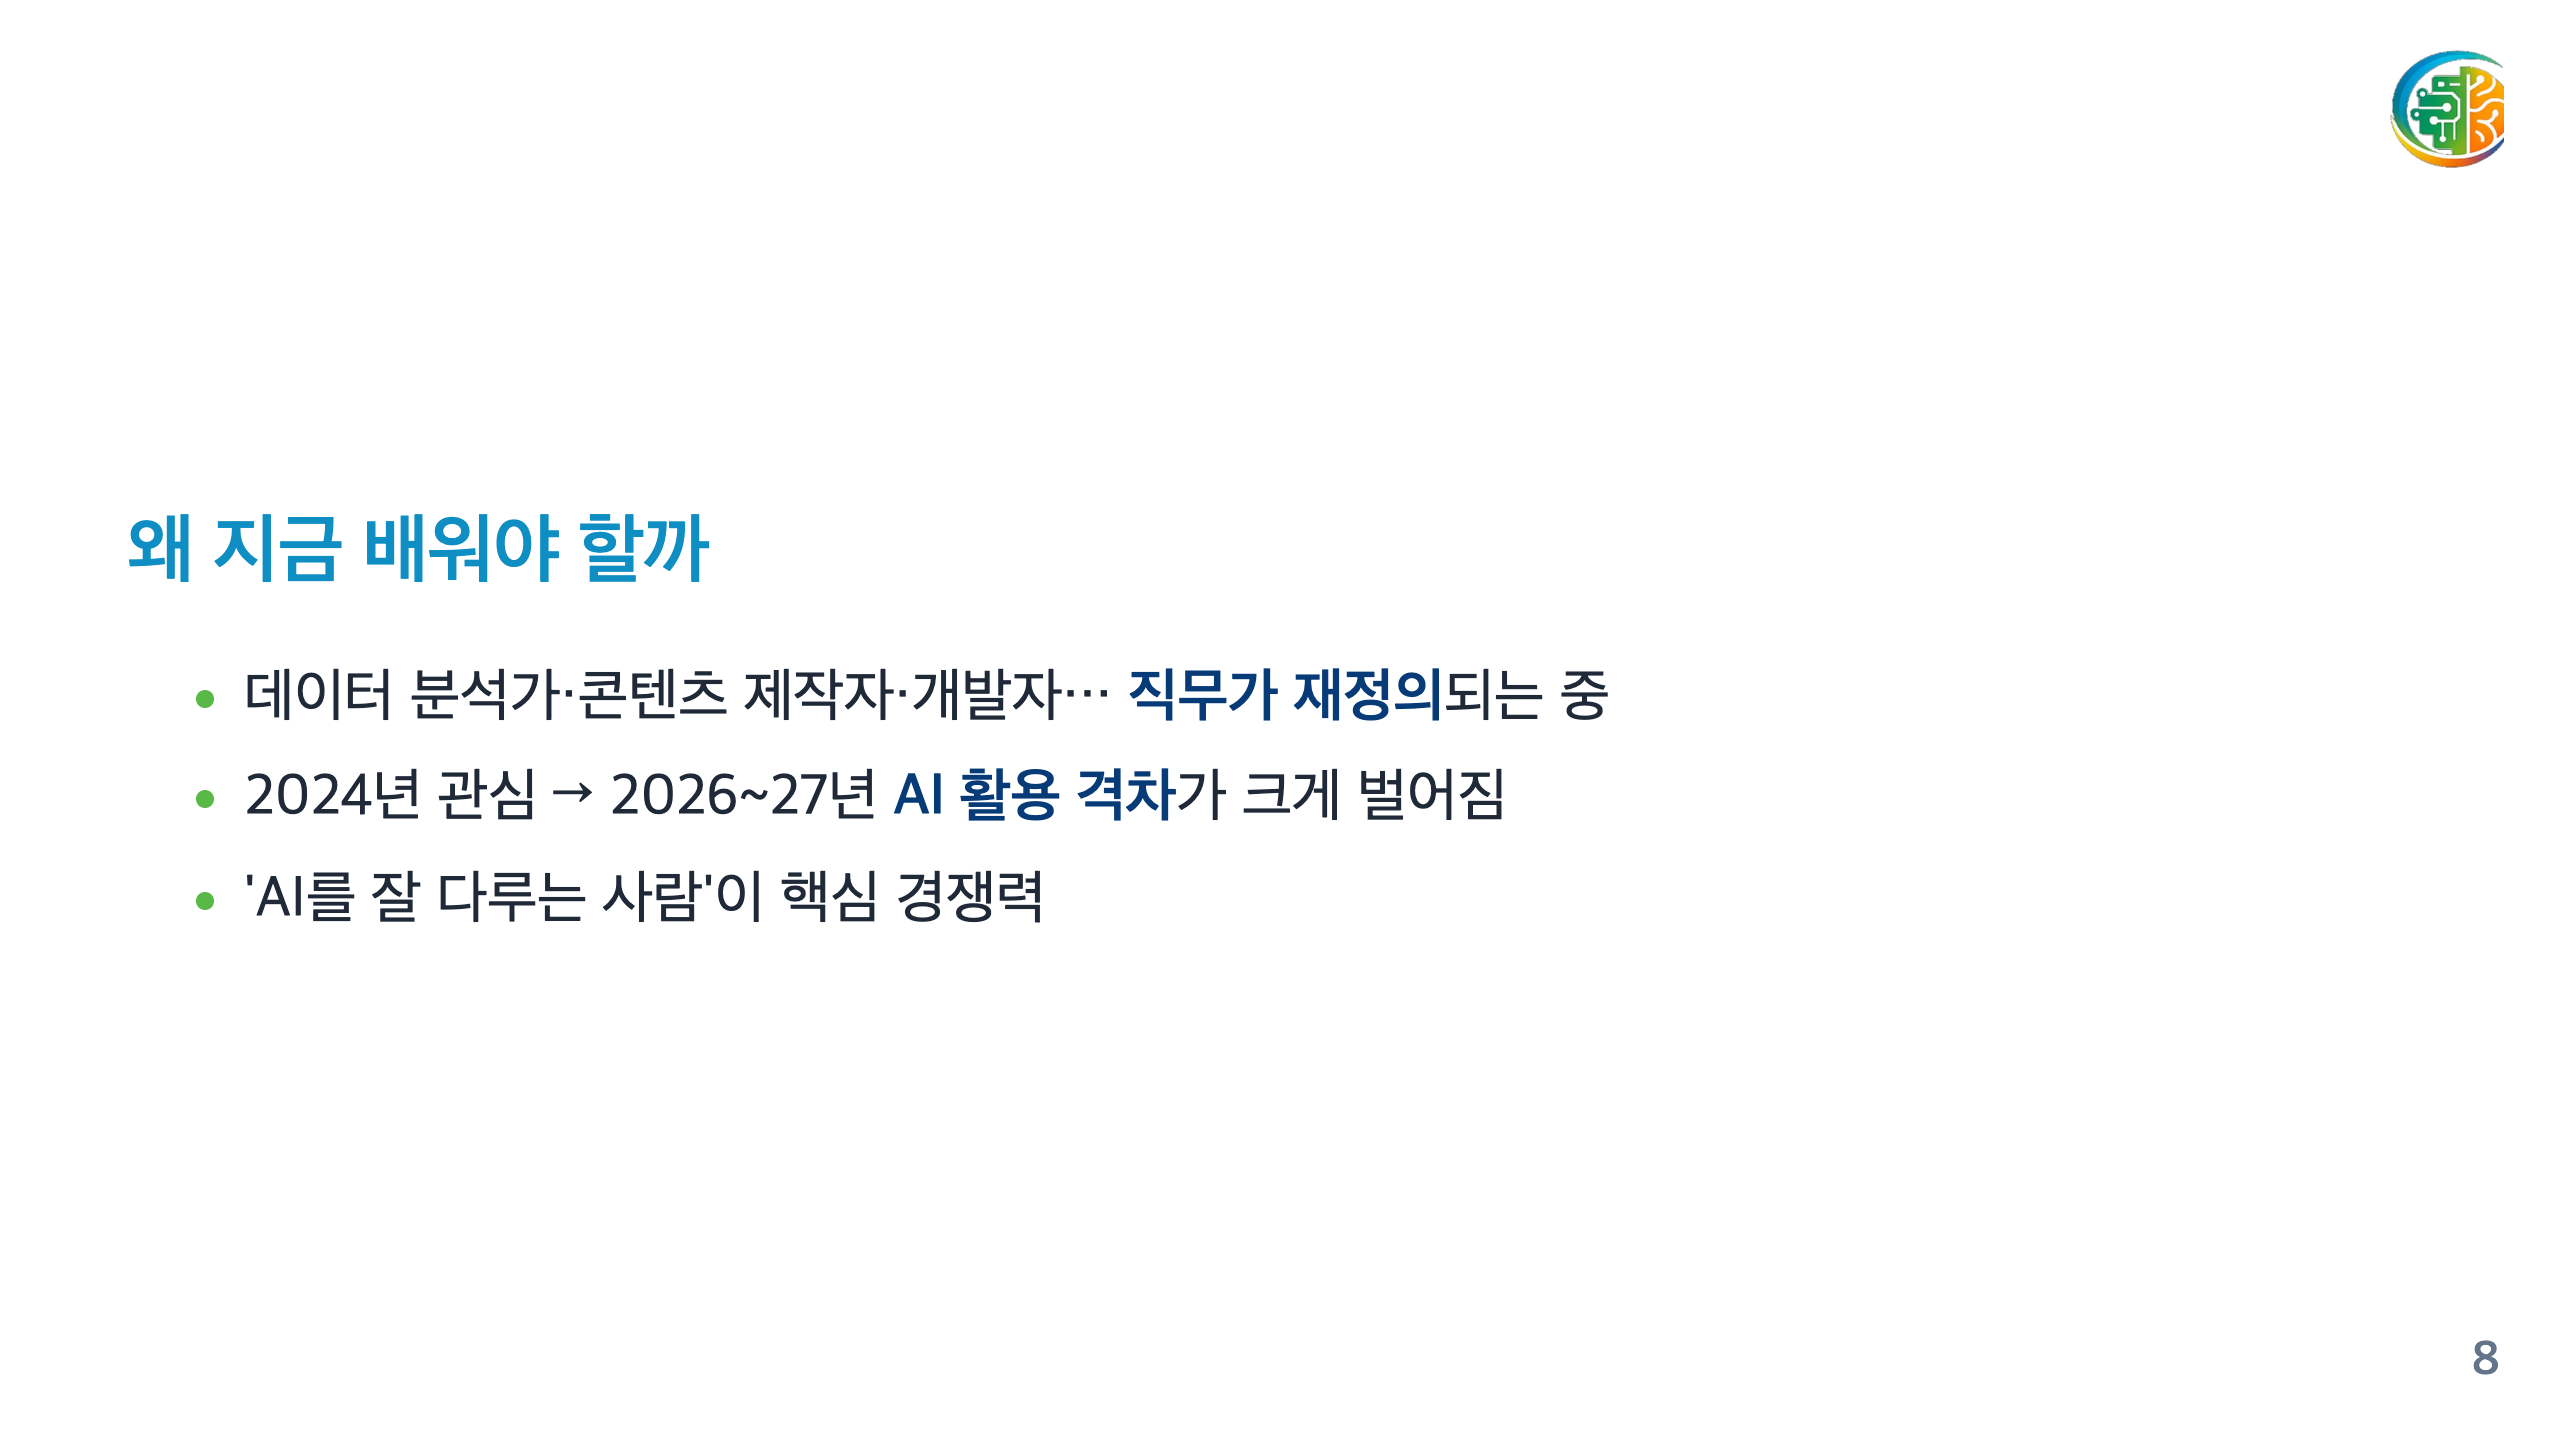 왜 지금 배워야 할까
• 데이터 분석가·콘텐츠 제작자·개발자… 직무가 재정의되는 중
• 2024년 관심 → 2026~27년 AI 활용 격차가 크게 벌어짐
• 'AI를 잘 다루는 사람'이 핵심 경쟁력
8